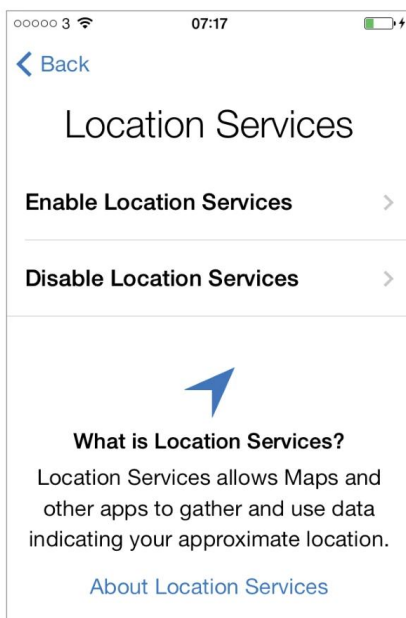 3 07:17
Back
Location Services
Enable Location Services
Disable Location Services
What is Location Services?
Location Services allows Maps and
other apps to gather and use data
indicating your approximate location.
About Location Services